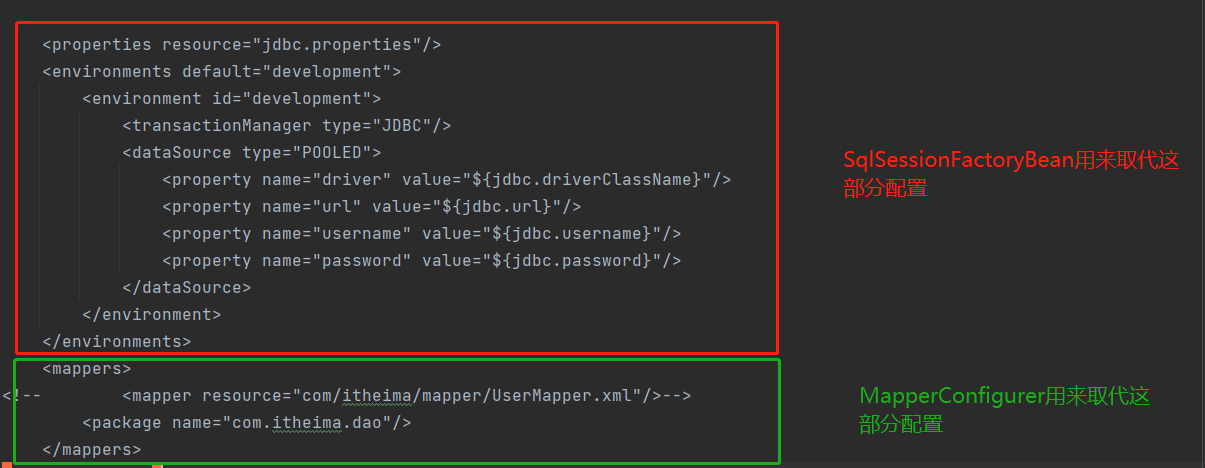 <properties resource="jdbc.properties"/>
<environments default="development">
<environment id="development">
<transactionManager type="JDBC"/>
<dataSource type="POOLED">
<property name="driver" value="${jdbc.driverClassName}"/>
<property name="url" value="${jdbc.url}"/>
<property name="username" value="${jdbc.username}"/>
<property name="password" value="${jdbc.password}"/>
</dataSource>
</environment>
</environments>
SqlSessionFactoryBean用来取代这
部分配置
<mappers>
<!--        <mapper resource="com/itheima/mapper/UserMapper.xml"/>-->
<package name="com.itheima.dao"/>
</mappers>
MapperConfigurer用来取代这
部分配置